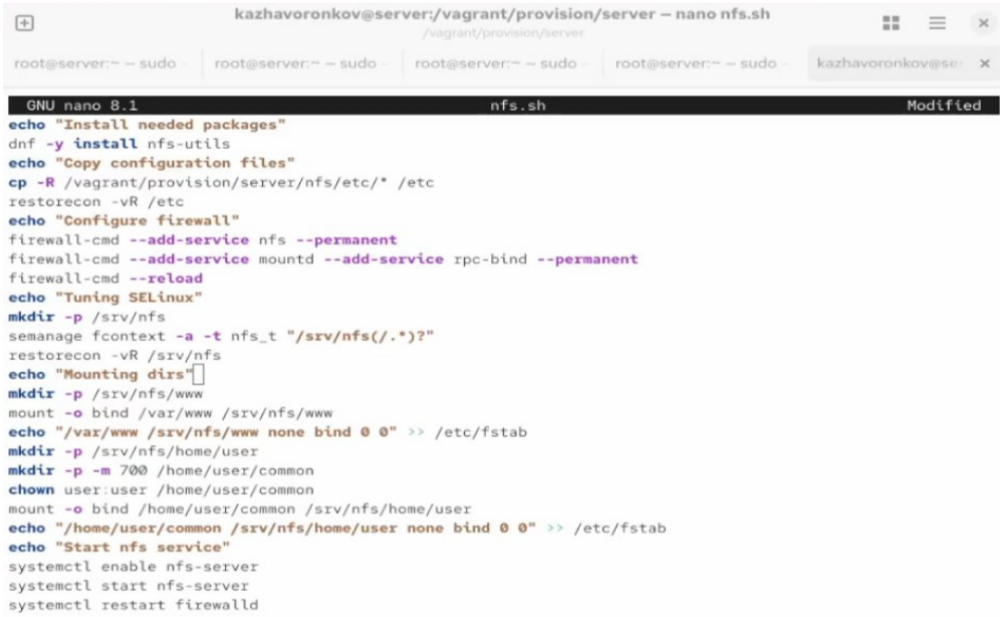 kazhavoronkov@server:/vagrant/provision/server — nano nfs.sh
/vagrant/provision/server
root@server:~ — sudo
root@server:~ — sudo
root@server:~ — sudo
root@server:~ — sudo
kazhavoronkov@se
GNU nano 8.1 nfs.sh Modified
echo "Install needed packages"
dnf -y install nfs-utils
echo "Copy configuration files"
cp -R /vagrant/provision/server/nfs/etc/* /etc
restorecon -vR /etc
echo "Configure firewall"
firewall-cmd --add-service nfs --permanent
firewall-cmd --add-service mountd --add-service rpc-bind --permanent
firewall-cmd --reload
echo "Tuning SELinux"
mkdir -p /srv/nfs
semanage fcontext -a -t nfs_t "/srv/nfs(/.*)?"
restorecon -vR /srv/nfs
echo "Mounting dirs"
mkdir -p /srv/nfs/www
mount -o bind /var/www /srv/nfs/www
echo "/var/www /srv/nfs/www none bind 0 0" >> /etc/fstab
mkdir -p /srv/nfs/home/user
mkdir -p -m 700 /home/user/common
chown user:user /home/user/common
mount -o bind /home/user/common /srv/nfs/home/user
echo "/home/user/common /srv/nfs/home/user none bind 0 0" >> /etc/fstab
echo "Start nfs service"
systemctl enable nfs-server
systemctl start nfs-server
systemctl restart firewalld